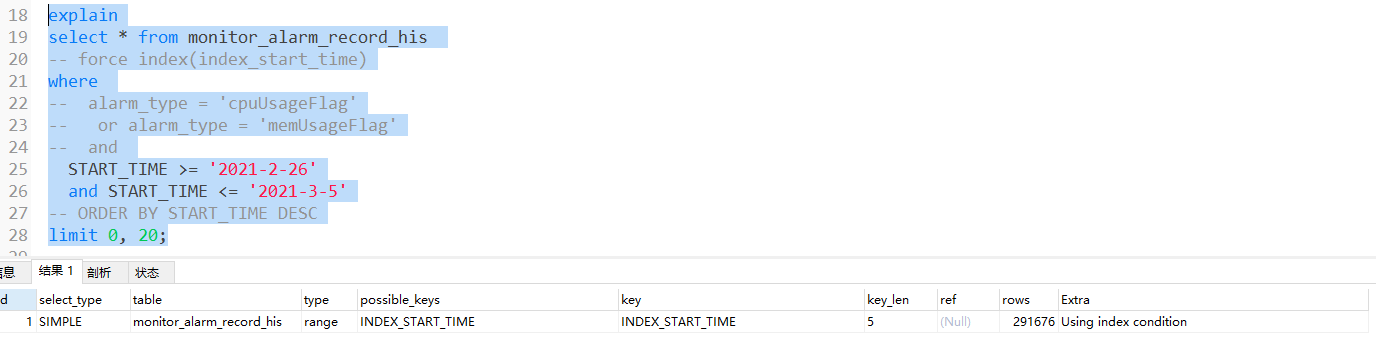 18 explain
19 select * from monitor_alarm_record_his
20 -- force index(index_start_time)
21 where
22 --  alarm_type = 'cpuUsageFlag'
23 --   or alarm_type = 'memUsageFlag'
24 --  and
25   START_TIME >= '2021-2-26'
26   and START_TIME <= '2021-3-5'
27 -- ORDER BY START_TIME DESC
28 limit 0, 20;
息 结果 1 剖析 状态
d select_type table type possible_keys key key_len ref rows Extra
1 SIMPLE monitor_alarm_record_his range INDEX_START_TIME INDEX_START_TIME 5 (Null) 291676 Using index condition